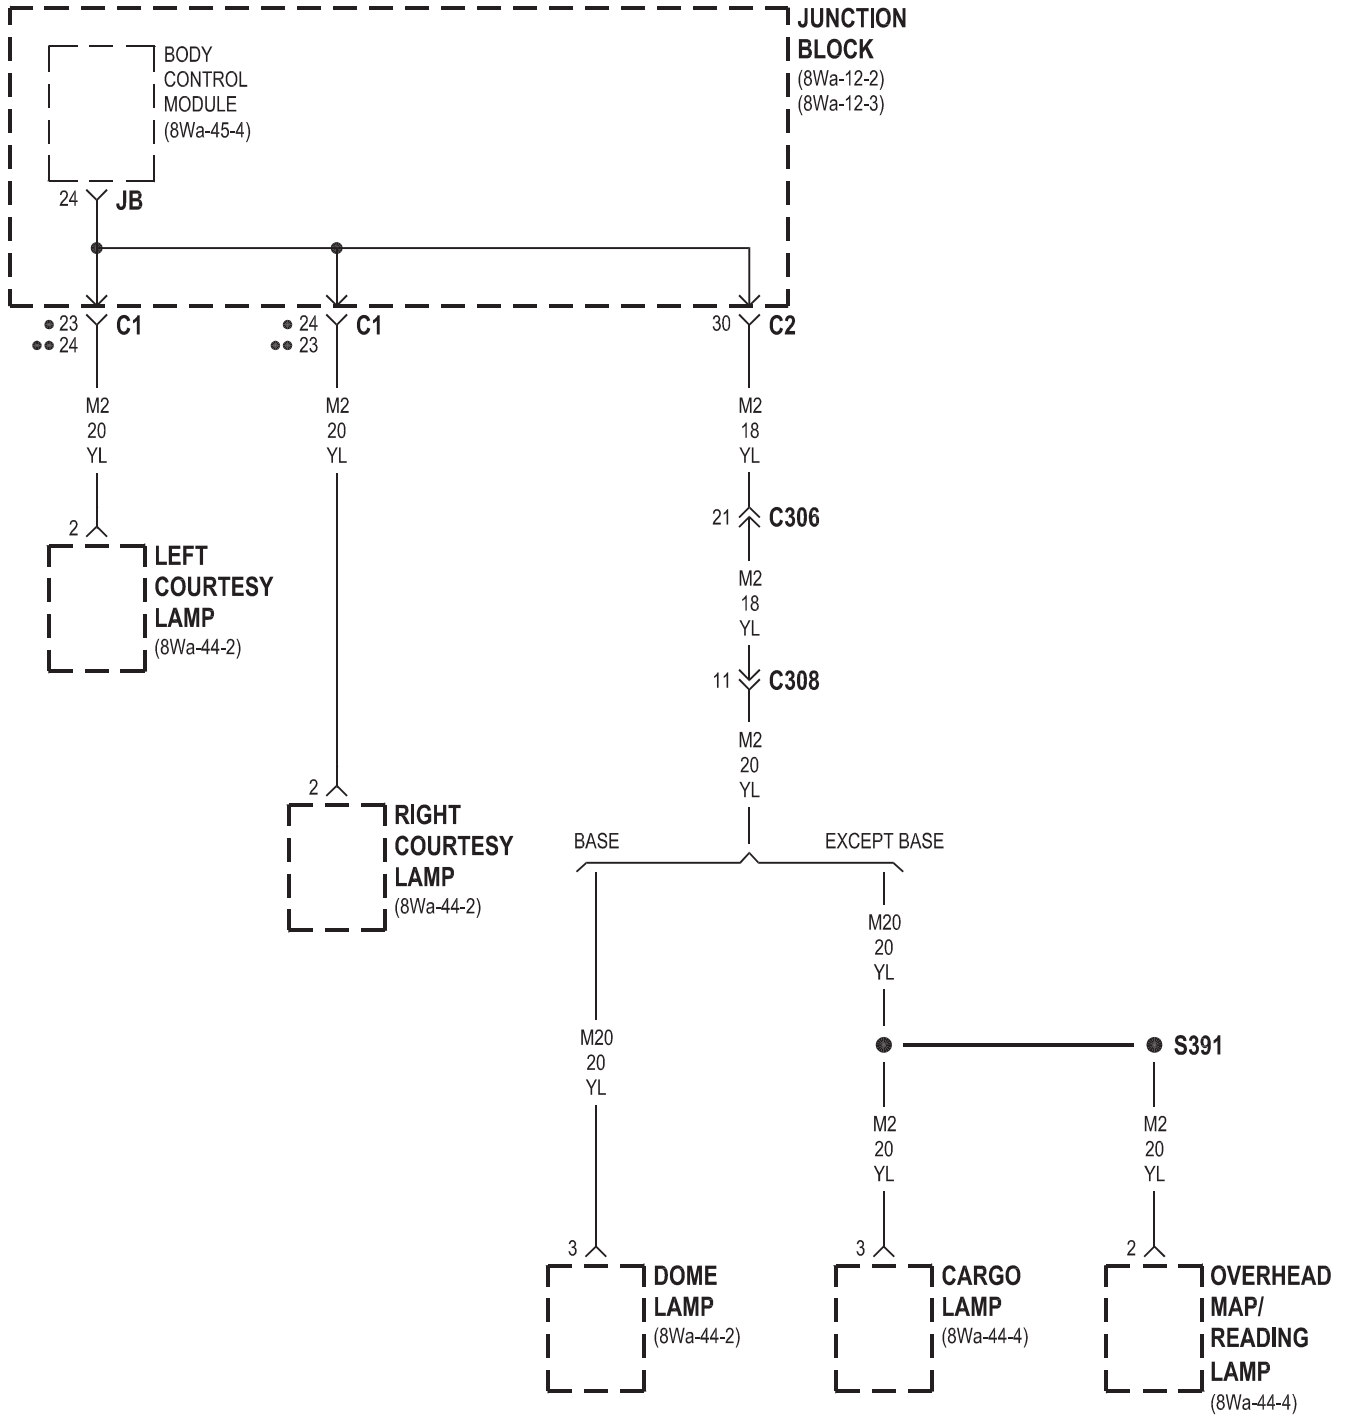 JUNCTION
BLOCK
(8Wa-12-2)
(8Wa-12-3)
BODY
CONTROL
MODULE
(8Wa-45-4)
24 JB
● 23 C1
●● 24
● 24 C1
●● 23
30 C2
M2
20
YL
M2
20
YL
M2
18
YL
21 C306
2
LEFT
COURTESY
LAMP
(8Wa-44-2)
M2
18
YL
11 C308
M2
20
YL
2
RIGHT
COURTESY
LAMP
(8Wa-44-2)
BASE
EXCEPT BASE
M20
20
YL
M20
20
YL
S391
M2
20
YL
M2
20
YL
3
DOME
LAMP
(8Wa-44-2)
3
CARGO
LAMP
(8Wa-44-4)
2
OVERHEAD
MAP/
READING
LAMP
(8Wa-44-4)